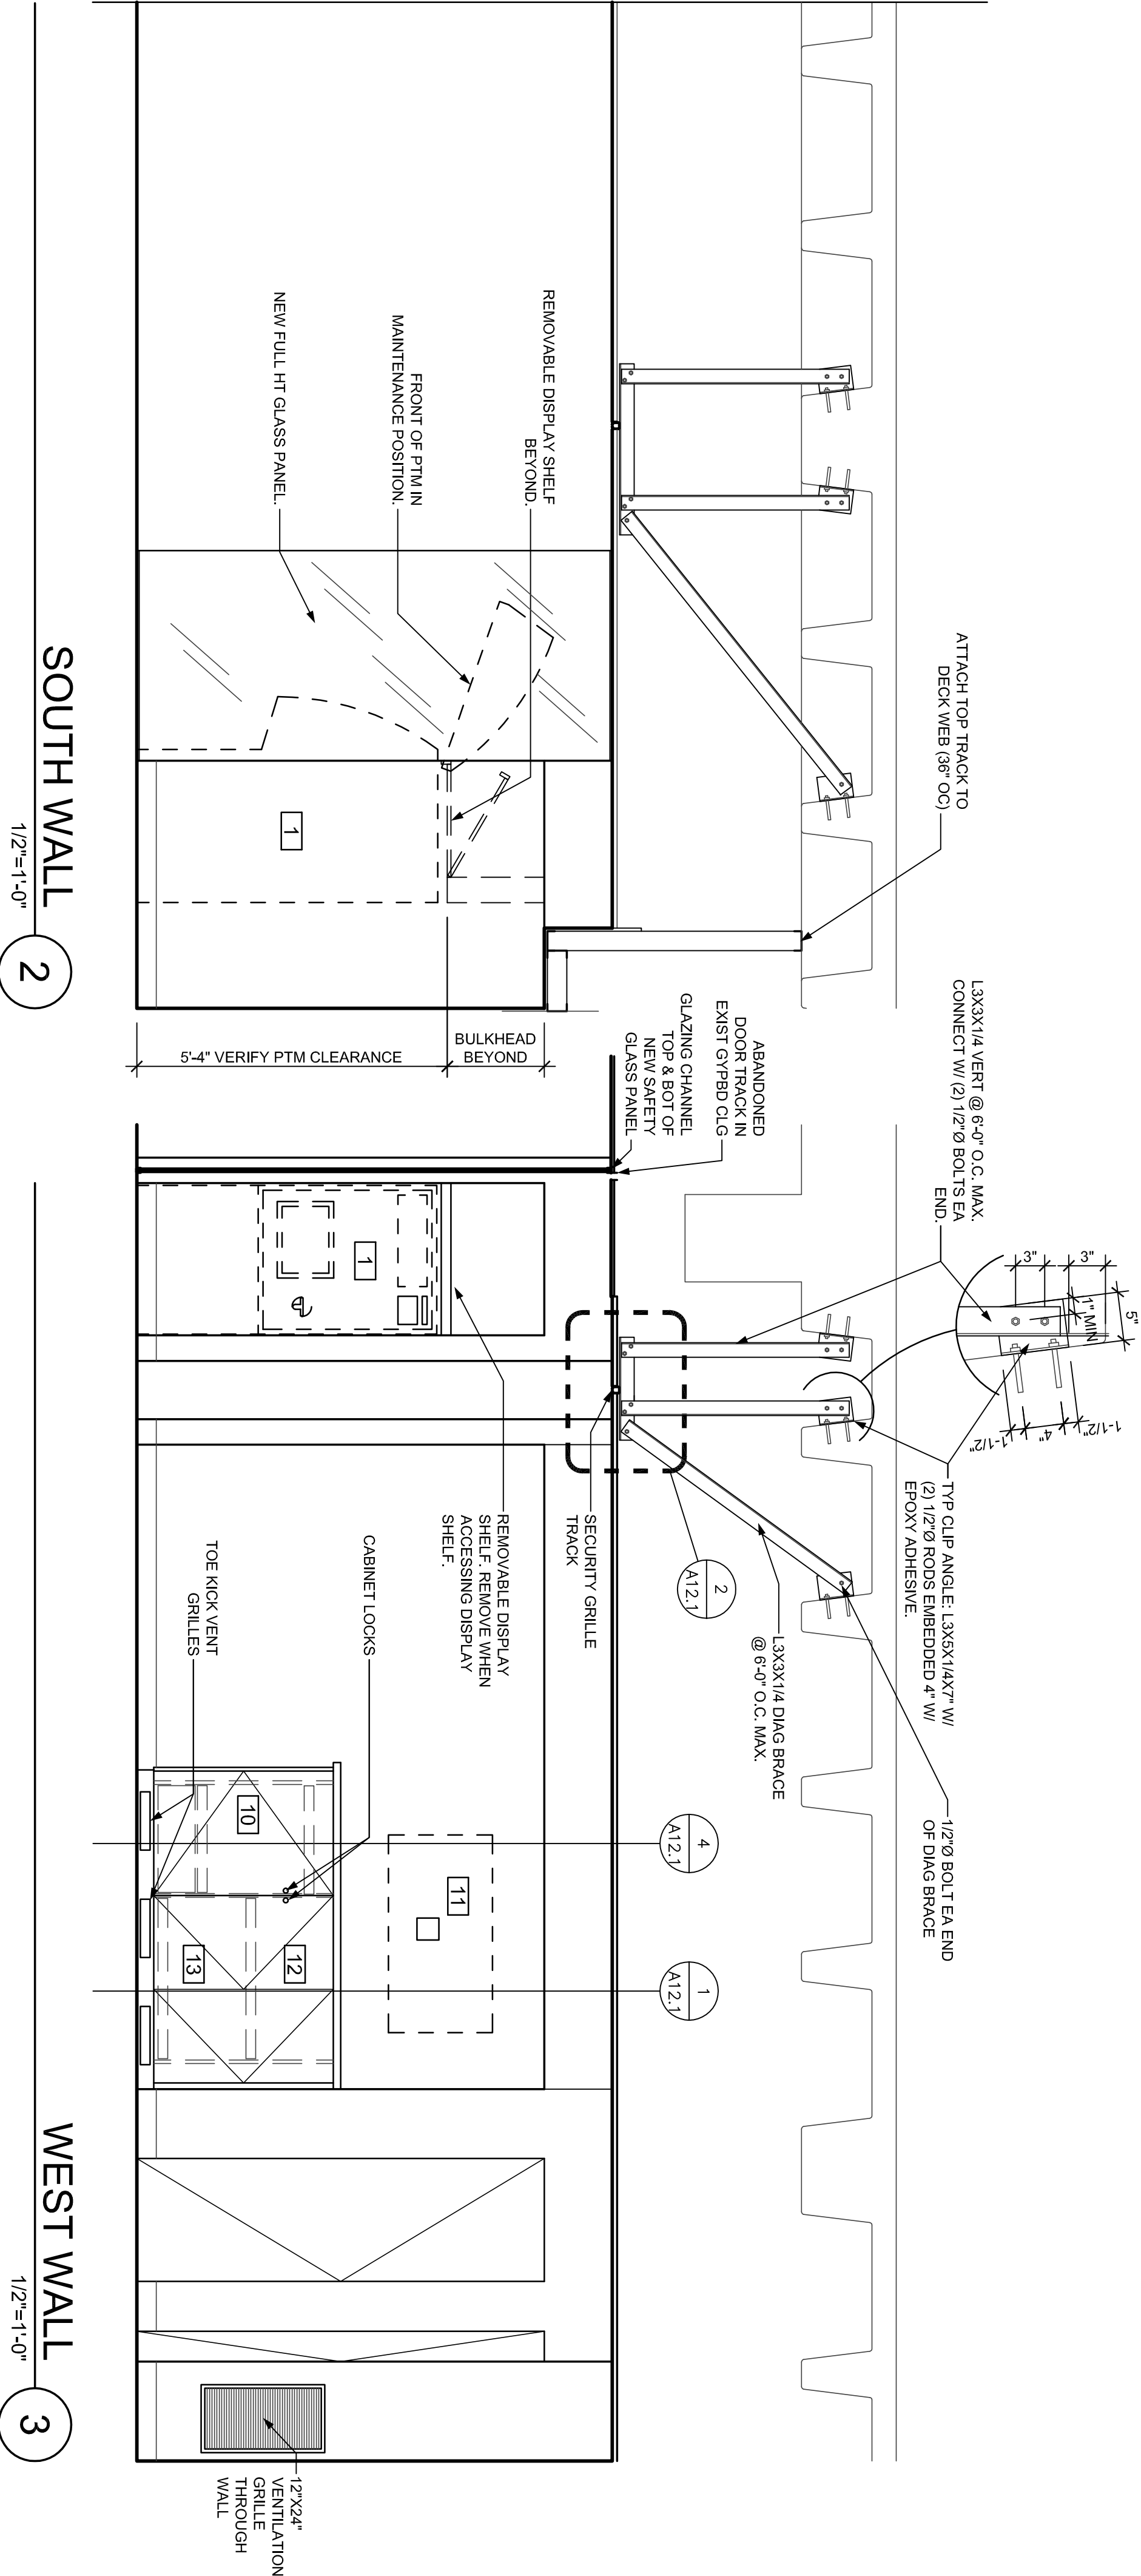 ATTACH TOP TRACK TO
DECK WEB (36" OC)
REMOVABLE DISPLAY SHELF
BEYOND.
FRONT OF PTM IN
MAINTENANCE POSITION.
NEW FULL HT GLASS PANEL.
1
5'-4" VERIFY PTM CLEARANCE
BULKHEAD
BEYOND
SOUTH WALL
1/2"=1'-0"
2
L3X3X1/4 VERT @ 6'-0" O.C. MAX.
CONNECT W/ (2) 1/2"Ø BOLTS EA
END.
3"
3"
1" MIN
5"
1-1/2"
4"
1-1/2"
TYP CLIP ANGLE: L3X5X1/4X7" W/
(2) 1/2"Ø RODS EMBEDDED 4" W/
EPOXY ADHESIVE.
1/2"Ø BOLT EA END
OF DIAG BRACE
ABANDONED
DOOR TRACK IN
EXIST GYPBD CLG
GLAZING CHANNEL
TOP & BOT OF
NEW SAFETY
GLASS PANEL
L3X3X1/4 DIAG BRACE
@ 6'-0" O.C. MAX.
2
A12.1
4
A12.1
1
A12.1
SECURITY GRILLE
TRACK
REMOVABLE DISPLAY
SHELF. REMOVE WHEN
ACCESSING DISPLAY
SHELF.
CABINET LOCKS
TOE KICK VENT
GRILLES
1
10
11
12
13
12"X24"
VENTILATION
GRILLE
THROUGH
WALL
WEST WALL
1/2"=1'-0"
3